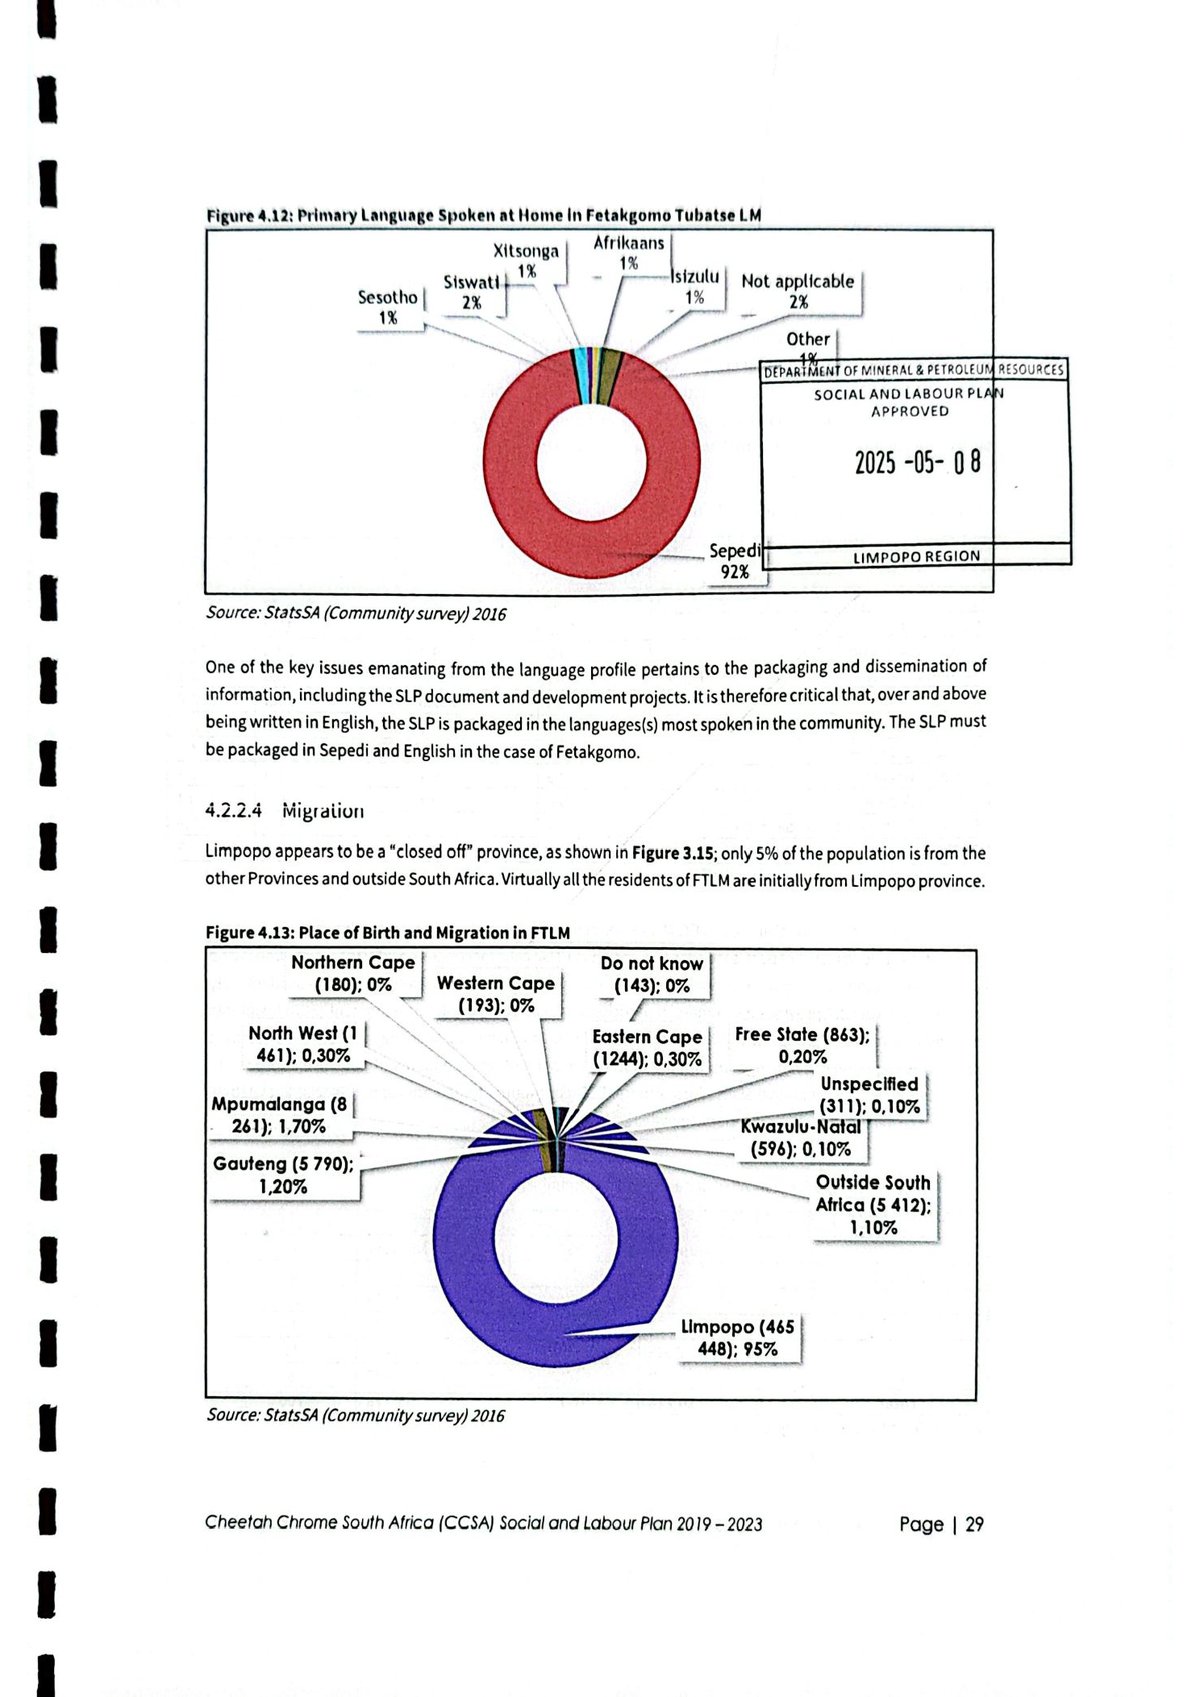 Figure 4.12: Primary Language Spoken at Home In Fetakgomo Tubatse LM
Xitsonga
1%
Afrikaans
1%
Siswati
2%
Isizulu
1%
Not applicable
2%
Sesotho
1%
Other
1%
DEPARTMENT OF MINERAL & PETROLEUM RESOURCES
SOCIAL AND LABOUR PLAN
APPROVED
2025 -05- 08
LIMPOPO REGION
Sepedi
92%
Source: StatsSA (Community survey) 2016
One of the key issues emanating from the language profile pertains to the packaging and dissemination of
information, including the SLP document and development projects. It is therefore critical that, over and above
being written in English, the SLP is packaged in the languages(s) most spoken in the community. The SLP must
be packaged in Sepedi and English in the case of Fetakgomo.
4.2.2.4 Migration
Limpopo appears to be a “closed off” province, as shown in Figure 3.15; only 5% of the population is from the
other Provinces and outside South Africa. Virtually all the residents of FTLM are initially from Limpopo province.
Figure 4.13: Place of Birth and Migration in FTLM
Northern Cape
(180); 0%
Western Cape
(193); 0%
Do not know
(143); 0%
North West (1
461); 0,30%
Eastern Cape
(1244); 0,30%
Free State (863);
0,20%
Unspecified
(311); 0,10%
Mpumalanga (8
261); 1,70%
Kwazulu-Natal
(596); 0,10%
Gauteng (5 790);
1,20%
Outside South
Africa (5 412);
1,10%
Limpopo (465
448); 95%
Source: StatsSA (Community survey) 2016
Cheetah Chrome South Africa (CCSA) Social and Labour Plan 2019 – 2023
Page | 29